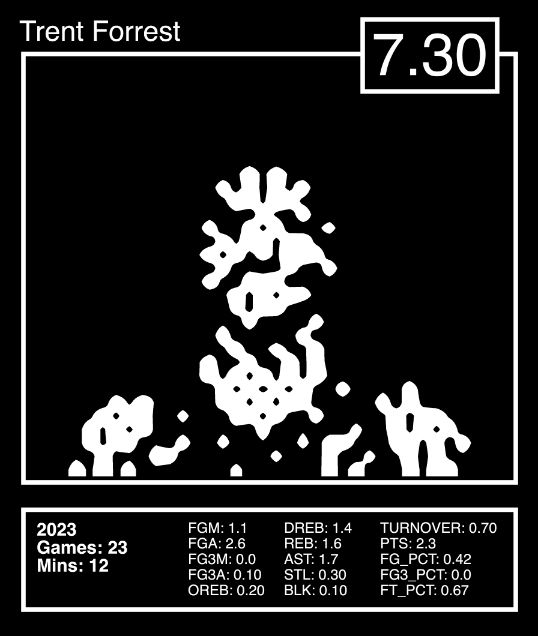 Trent Forrest
7.30
2023
Games: 23
Mins: 12
FGM: 1.1
FGA: 2.6
FG3M: 0.0
FG3A: 0.10
OREB: 0.20
DREB: 1.4
REB: 1.6
AST: 1.7
STL: 0.30
BLK: 0.10
TURNOVER: 0.70
PTS: 2.3
FG_PCT: 0.42
FG3_PCT: 0.0
FT_PCT: 0.67